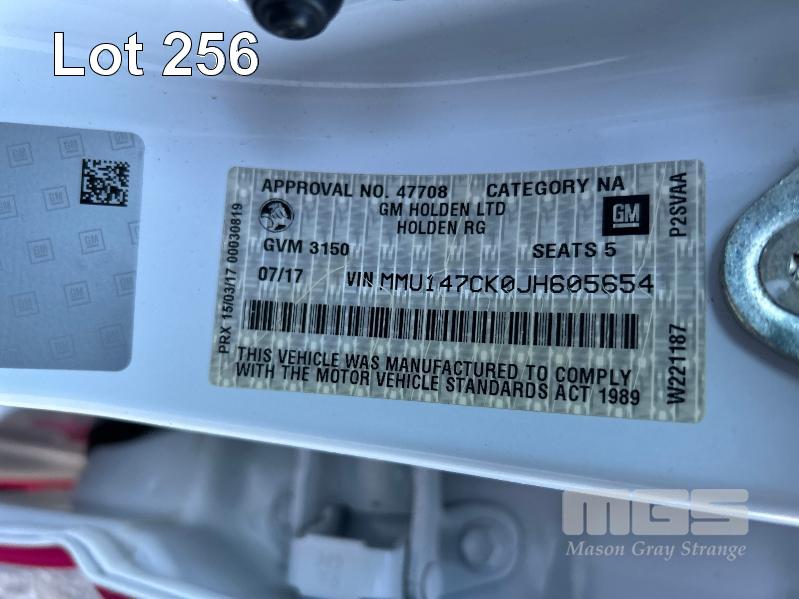 Lot 256
APPROVAL NO. 47708 CATEGORY NA
GM HOLDEN LTD
HOLDEN RG
GM
GVM 3150 SEATS 5
07/17 VIN MMU147CK0JH605654
THIS VEHICLE WAS MANUFACTURED TO COMPLY
WITH THE MOTOR VEHICLE STANDARDS ACT 1989
PRX 15/03/17 00030819
P2SVAA
W221187
GM
MGS
Mason Gray Strange